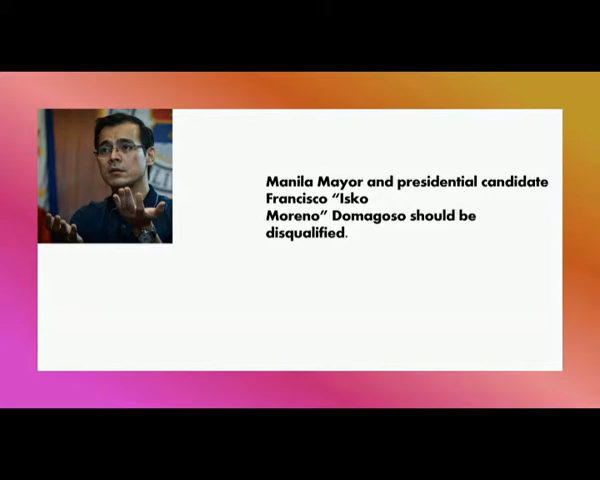 Manila Mayor and presidential candidate
Francisco “Isko
Moreno” Domagoso should be
disqualified.